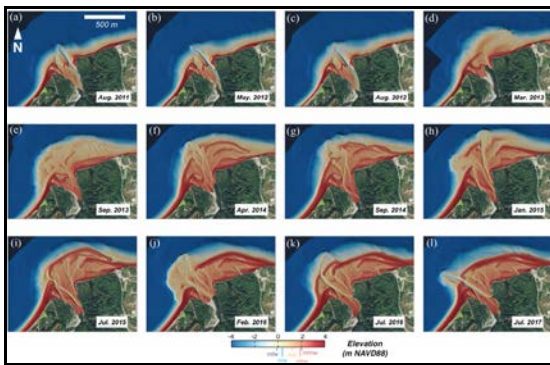 (a)
500 m
N
Aug. 2011
(b)
May. 2012
(c)
Aug. 2012
(d)
Mar. 2013
(e)
Sep. 2013
(f)
Apr. 2014
(g)
Sep. 2014
(h)
Jan. 2015
(i)
Jul. 2015
(j)
Feb. 2016
(k)
Jul. 2016
(l)
Jul. 2017
-4 -2 0 2 4
Elevation
(m NAVD88)